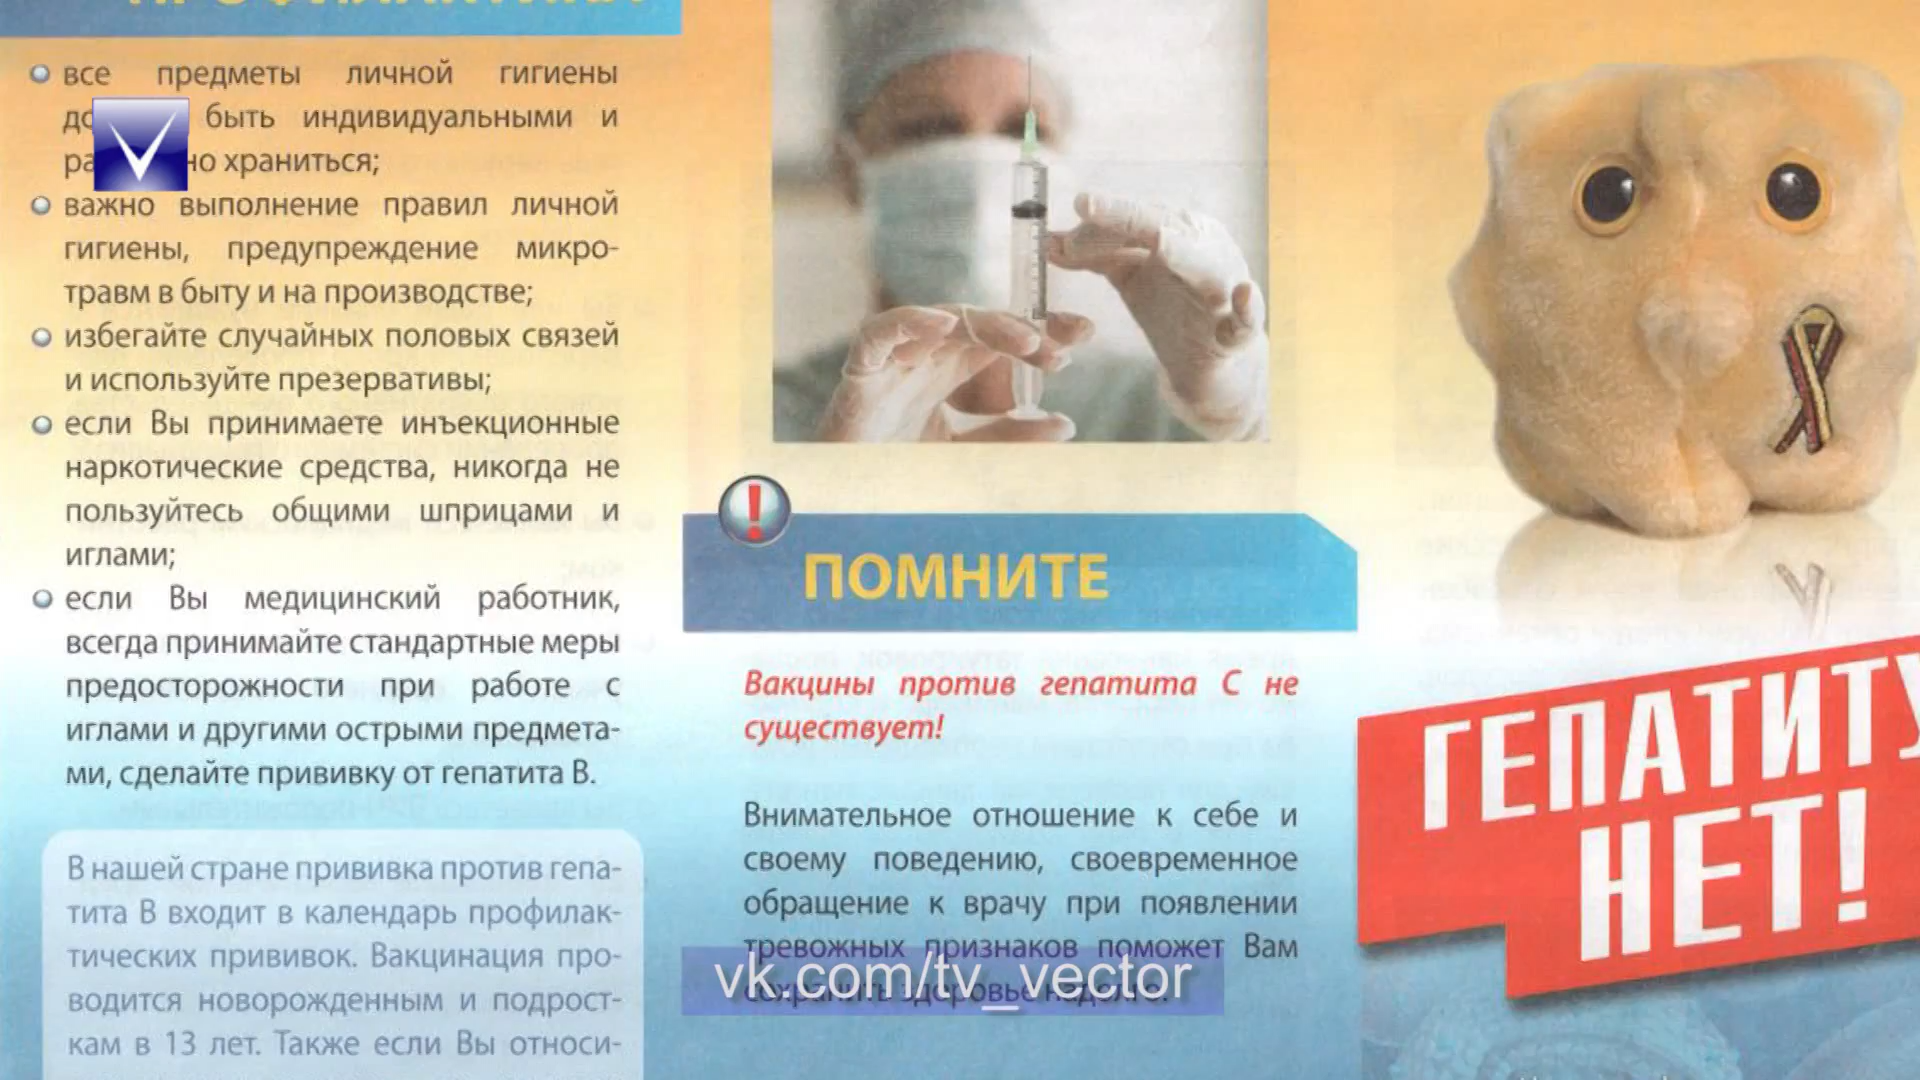 все предметы личной гигиены
быть индивидуальными и
храниться;
важно выполнение правил личной
гигиены, предупреждение микро-
травм в быту и на производстве;
избегайте случайных половых связей
и используйте презервативы;
если Вы принимаете инъекционные
наркотические средства, никогда не
пользуйтесь общими шприцами и
иглами;
если Вы медицинский работник,
всегда принимайте стандартные меры
предосторожности при работе с
иглами и другими острыми предмета-
ми, сделайте прививку от гепатита В.
В нашей стране прививка против гепа-
тита В входит в календарь профилак-
тических прививок. Вакцинация про-
водится новорожденным и подрост-
кам в 13 лет. Также если Вы относи-
ПОМНИТЕ
Вакцины против гепатита С не
существует!
Внимательное отношение к себе и
своему поведению, своевременное
обращение к врачу при появлении
тревожных признаков поможет Вам
сохранить здоровье надолго.
vk.com/tv_vector
ГЕПАТИТУ
НЕТ!